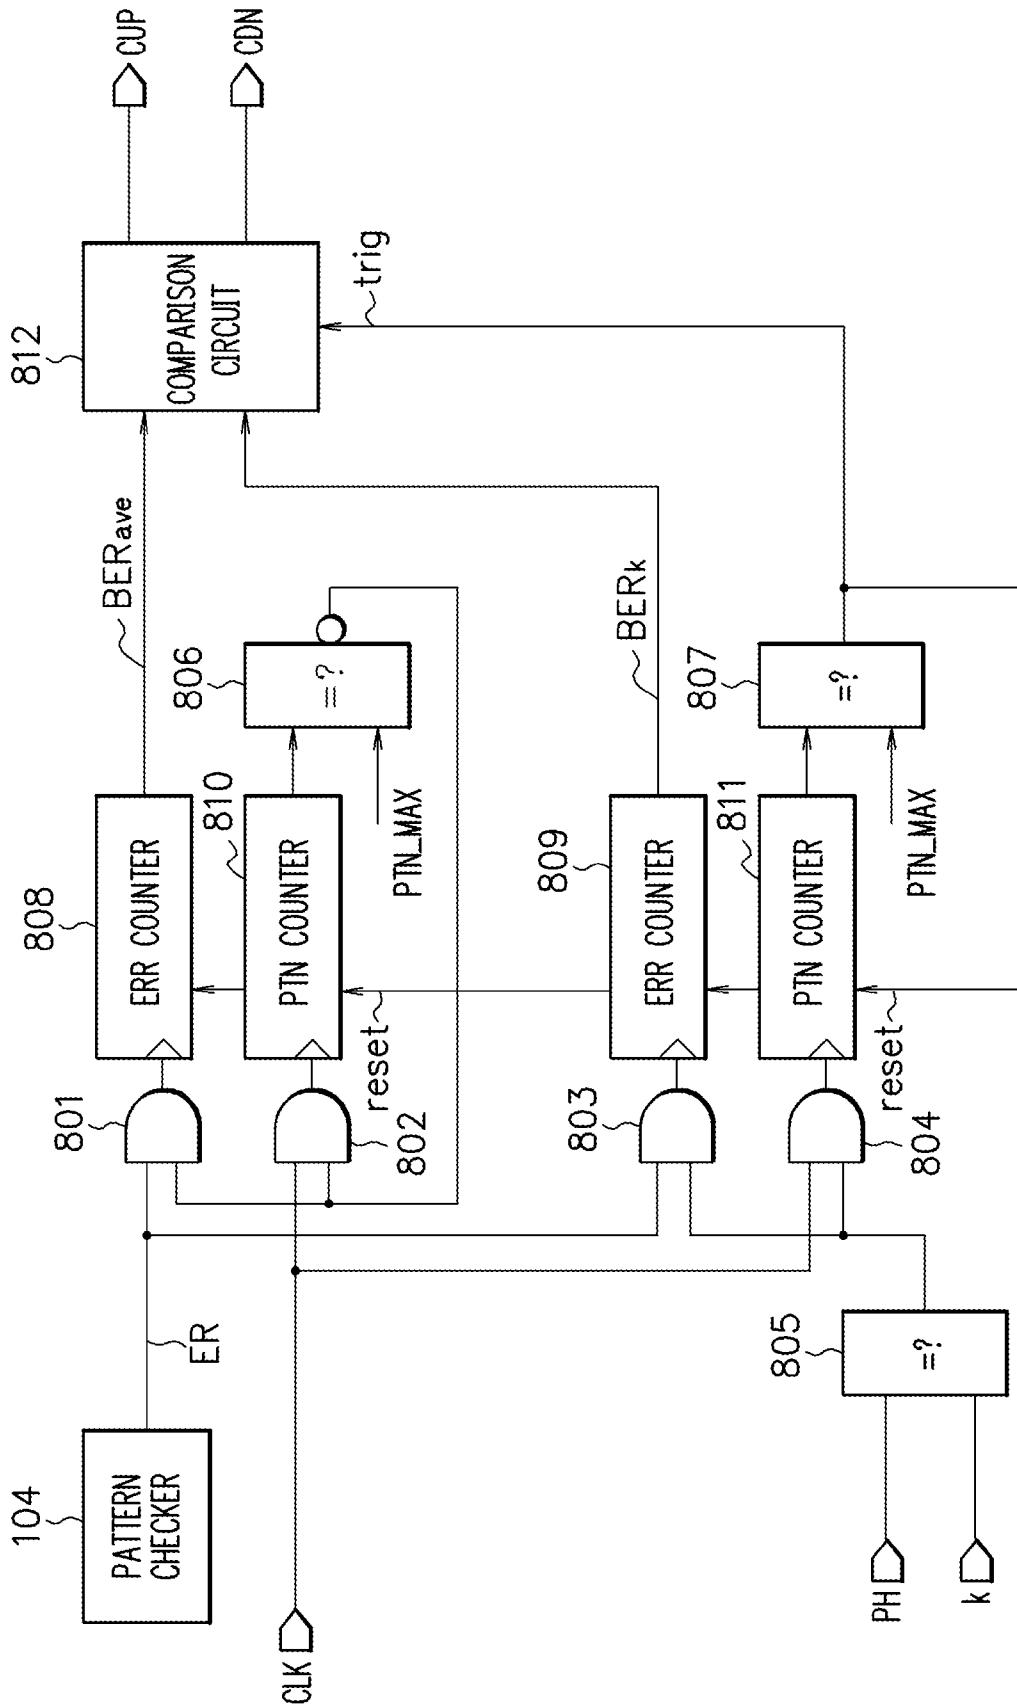 104
PATTERN
CHECKER
ER
CLK
PH
k
805
=?
801
802
803
804
808
ERR COUNTER
810
PTN COUNTER
reset
809
ERR COUNTER
811
PTN COUNTER
reset
PTN_MAX
806
=?
PTN_MAX
807
=?
BERave
BERk
812
COMPARISON
CIRCUIT
trig
CUP
CDN